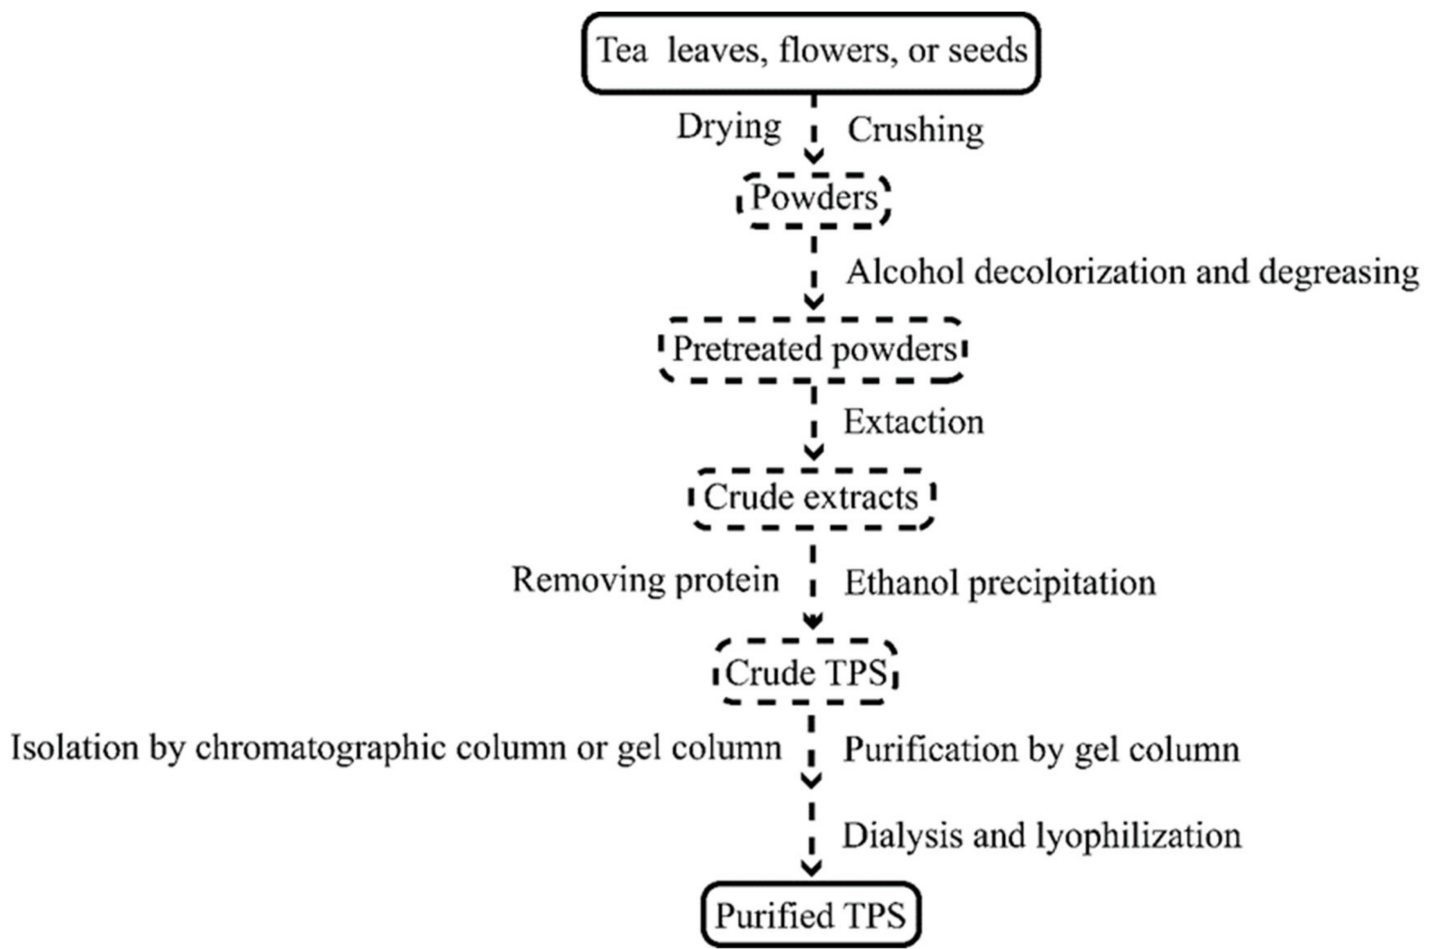 Tea leaves, flowers, or seeds
Drying
Crushing
Powders
Alcohol decolorization and degreasing
Pretreated powders
Extaction
Crude extracts
Removing protein
Ethanol precipitation
Crude TPS
Isolation by chromatographic column or gel column
Purification by gel column
Dialysis and lyophilization
Purified TPS